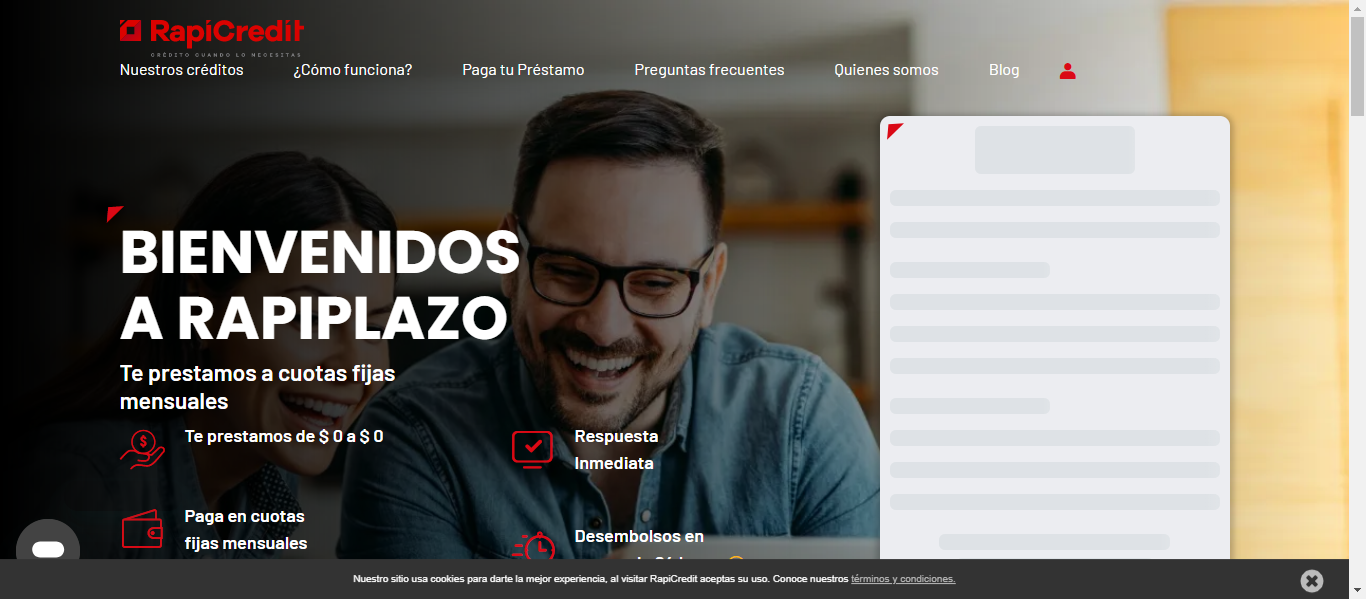 RapiCredit
CRÉDITO CUANDO LO NECESITAS
Nuestros créditos ¿Cómo funciona? Paga tu Préstamo Preguntas frecuentes Quienes somos Blog
BIENVENIDOS
A RAPIPLAZO
Te prestamos a cuotas fijas
mensuales
Te prestamos de $ 0 a $ 0
Respuesta
Inmediata
Paga en cuotas
fijas mensuales
Desembolsos en
Nuestro sitio usa cookies para darte la mejor experiencia, al visitar RapiCredit aceptas su uso. Conoce nuestros términos y condiciones.